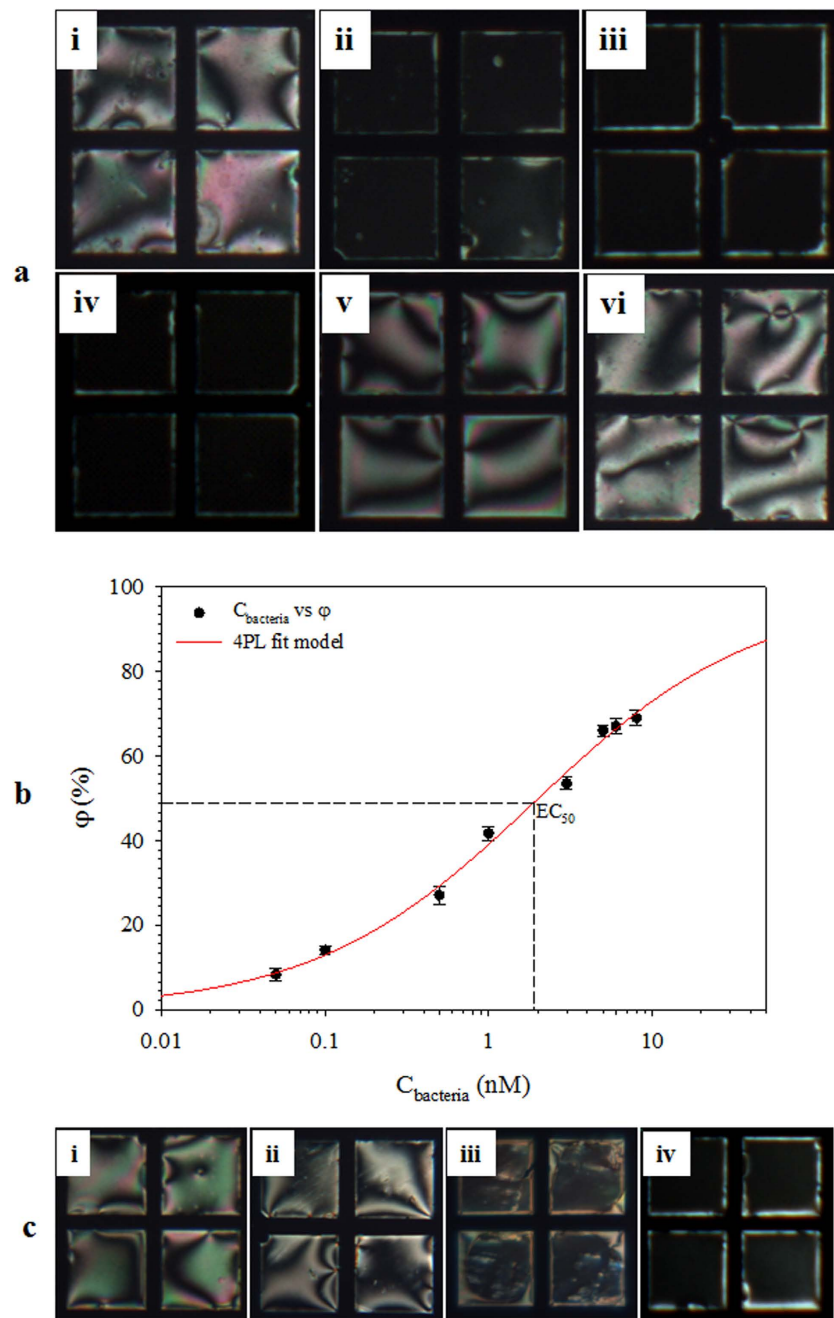 i ii iii
a
iv v vi
100
80
60
40
20
0
φ (%)
b
C_bacteria vs φ
4PL fit model
EC_50
0.01 0.1 1 10
C_bacteria (nM)
c
i ii iii iv